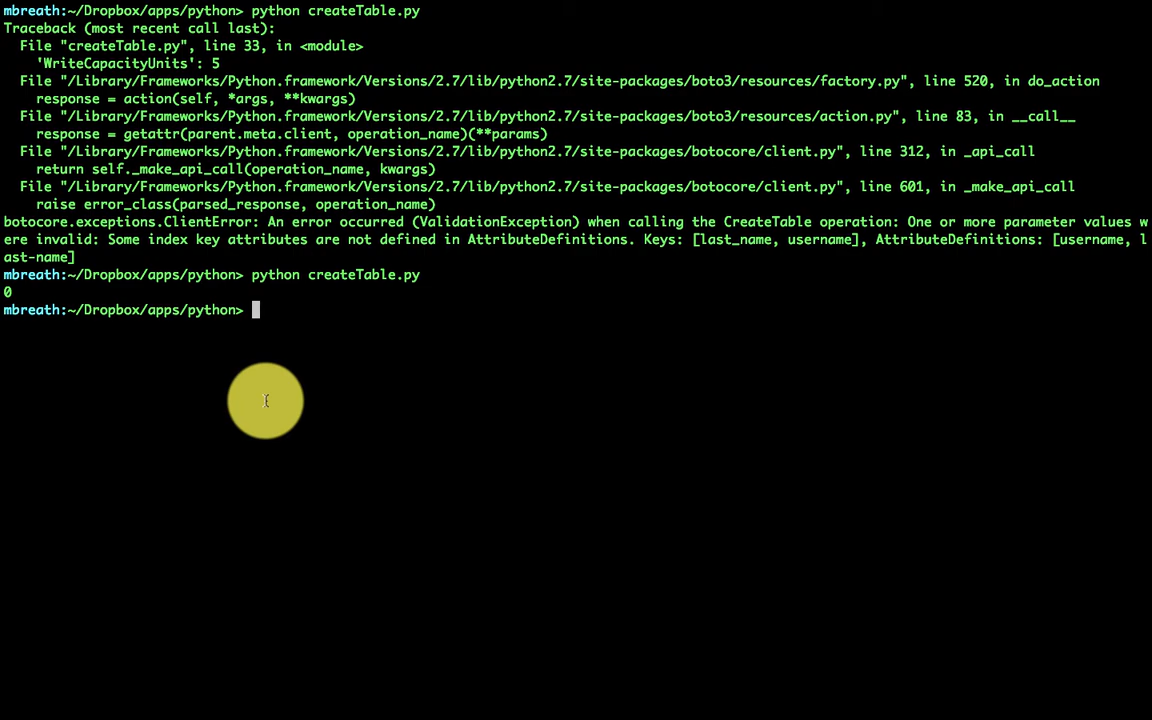 mbreath:~/Dropbox/apps/python> python createTable.py
Traceback (most recent call last):
  File "createTable.py", line 33, in <module>
    'WriteCapacityUnits': 5
  File "/Library/Frameworks/Python.framework/Versions/2.7/lib/python2.7/site-packages/boto3/resources/factory.py", line 520, in do_action
    response = action(self, *args, **kwargs)
  File "/Library/Frameworks/Python.framework/Versions/2.7/lib/python2.7/site-packages/boto3/resources/action.py", line 83, in __call__
    response = getattr(parent.meta.client, operation_name)(**params)
  File "/Library/Frameworks/Python.framework/Versions/2.7/lib/python2.7/site-packages/botocore/client.py", line 312, in _api_call
    return self._make_api_call(operation_name, kwargs)
  File "/Library/Frameworks/Python.framework/Versions/2.7/lib/python2.7/site-packages/botocore/client.py", line 601, in _make_api_call
    raise error_class(parsed_response, operation_name)
botocore.exceptions.ClientError: An error occurred (ValidationException) when calling the CreateTable operation: One or more parameter values w
ere invalid: Some index key attributes are not defined in AttributeDefinitions. Keys: [last_name, username], AttributeDefinitions: [username, l
ast-name]
mbreath:~/Dropbox/apps/python> python createTable.py
0
mbreath:~/Dropbox/apps/python>